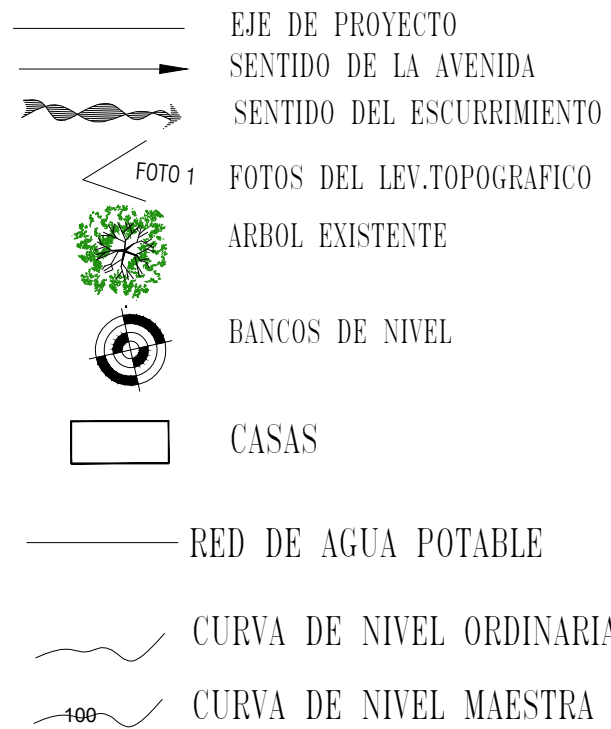 EJE DE PROYECTO
SENTIDO DE LA AVENIDA
SENTIDO DEL ESCURRIMIENTO
FOTO 1 FOTOS DEL LEV.TOPOGRAFICO
ARBOL EXISTENTE
BANCOS DE NIVEL
CASAS
RED DE AGUA POTABLE
CURVA DE NIVEL ORDINARIA
100 CURVA DE NIVEL MAESTRA